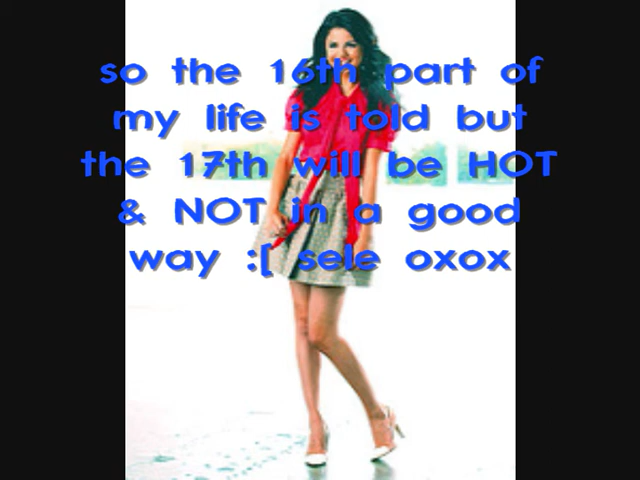 so the 16th part of
my life is told but
the 17th will be HOT
& NOT in a good
way :[ sele oxox